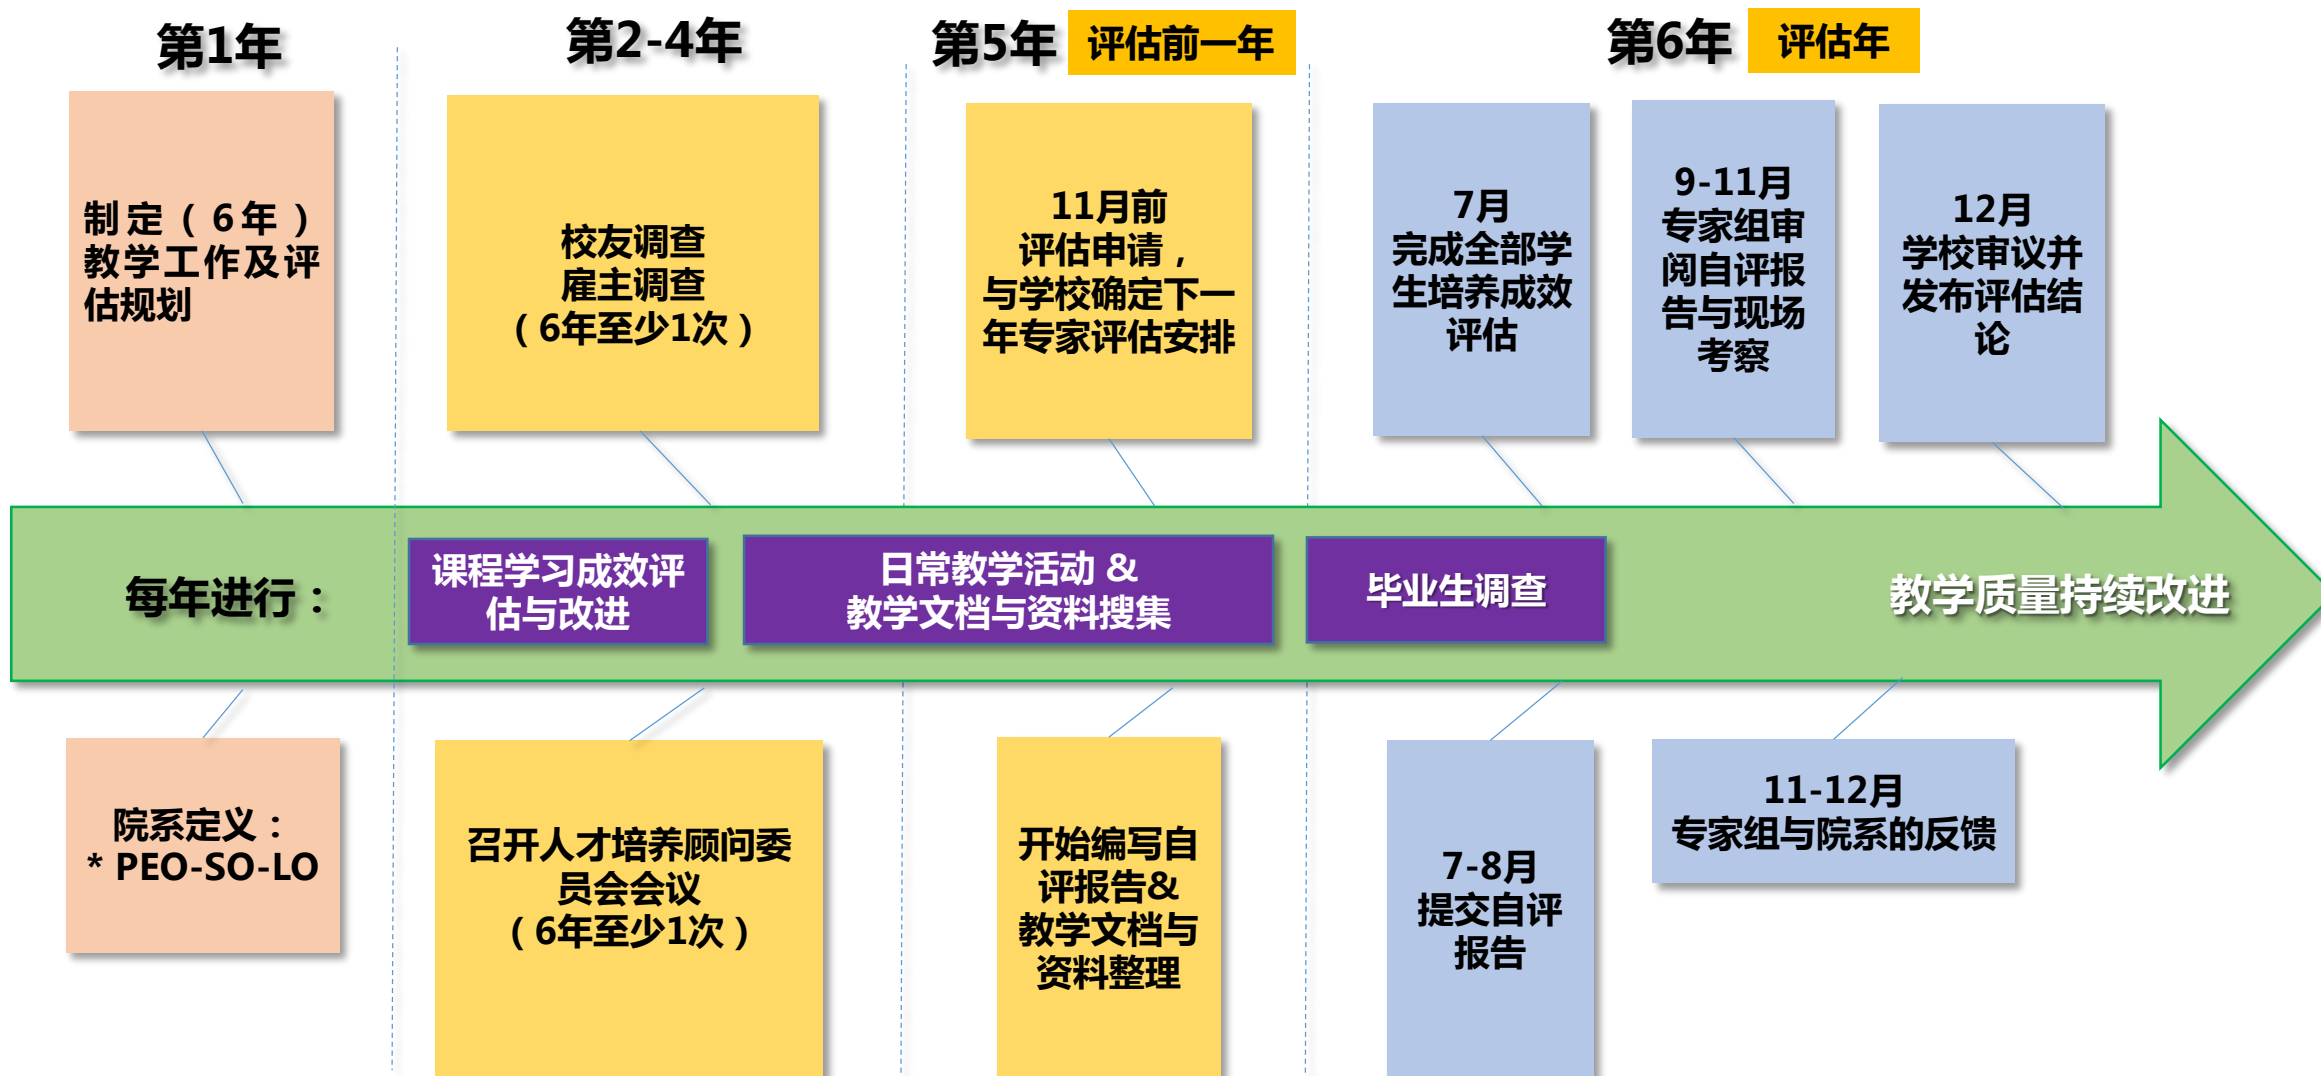 第1年
第2-4年
第5年
评估前一年
第6年
评估年
制定（6年）
教学工作及评
估规划
校友调查
雇主调查
（6年至少1次）
11月前
评估申请，
与学校确定下一
年专家评估安排
7月
完成全部学
生培养成效
评估
9-11月
专家组审
阅自评报
告与现场
考察
12月
学校审议并
发布评估结
论
每年进行：
课程学习成效评
估与改进
日常教学活动 &
教学文档与资料搜集
毕业生调查
教学质量持续改进
院系定义：
* PEO-SO-LO
召开人才培养顾问委
员会会议
（6年至少1次）
开始编写自
评报告&
教学文档与
资料整理
7-8月
提交自评
报告
11-12月
专家组与院系的反馈